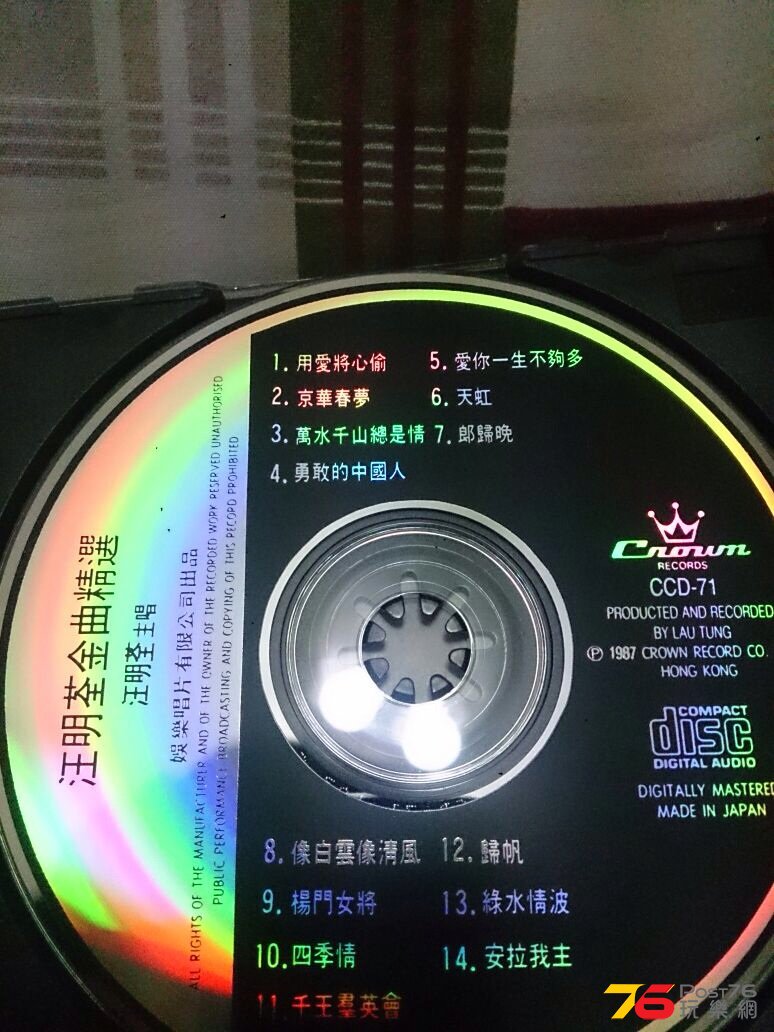 1. 用愛將心偷
2. 京華春夢
3. 萬水千山總是情
4. 勇敢的中國人
5. 愛你一生不夠多
6. 天虹
7. 郎歸晚
汪明荃金曲精選
汪明荃主唱
娛樂唱片有限公司出品
ALL RIGHTS OF THE MANUFACTURER AND OF THE OWNER OF THE RECORDED WORK RESERVED UNAUTHORISED
PUBLIC PERFORMANCE BROADCASTING AND COPYING OF THIS RECORD PROHIBITED
Crown
RECORDS
CCD-71
PRODUCTED AND RECORDED
BY LAU TUNG
Ⓟ 1987 CROWN RECORD CO.
HONG KONG
COMPACT
disc
DIGITAL AUDIO
DIGITALLY MASTERED
MADE IN JAPAN
8. 像白雲像清風
9. 楊門女將
10. 四季情
11. 千王羣英會
12. 歸帆
13. 綠水情波
14. 安拉我主
76 POST76
玩樂網